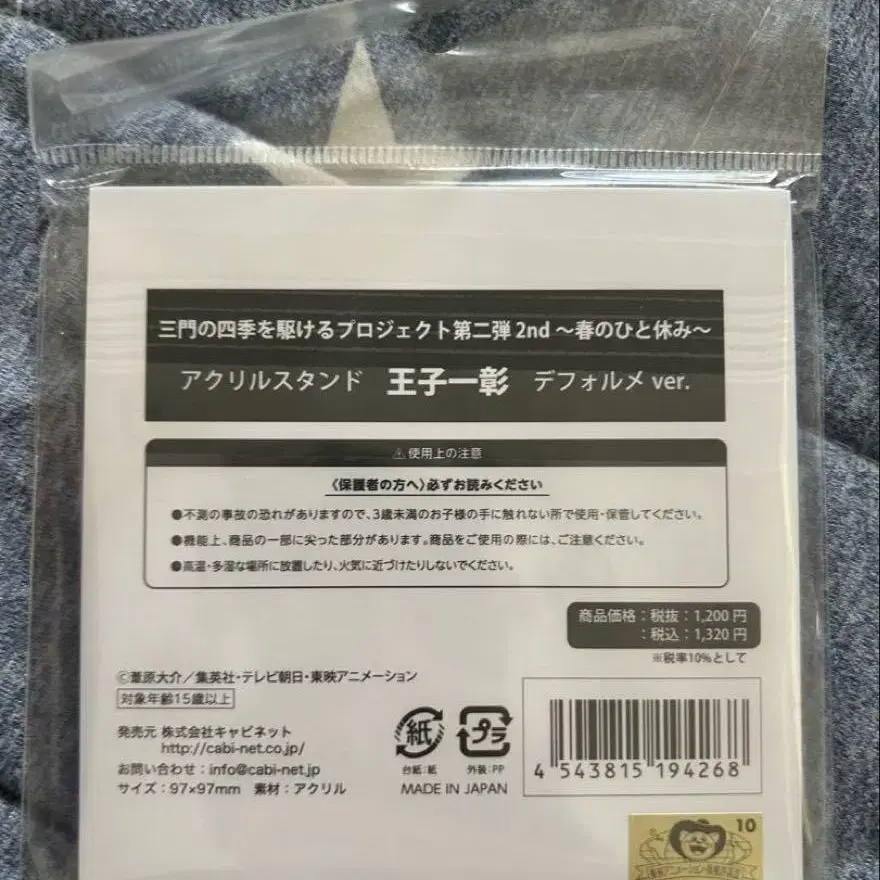 三門の四季を駆けるプロジェクト第二弾 2nd ～春のひと休み～
アクリルスタンド 王子一彰 デフォルメ ver.
⚠使用上の注意
〈保護者の方へ〉必ずお読みください
●不測の事故の恐れがありますので、3歳未満のお子様の手に触れない所で使用・保管してください。
●機能上、商品の一部に尖った部分があります。商品をご使用の際には、ご注意ください。
●高温・多湿な場所に放置したり、火気に近づけたりしないでください。
商品価格：税抜：1,200 円
：税込：1,320 円
※税率10%として
©葦原大介／集英社・テレビ朝日・東映アニメーション
対象年齢15歳以上
発売元 株式会社キャビネット
http://cabi-net.co.jp/
お問い合わせ：info@cabi-net.jp
サイズ：97×97mm 素材：アクリル
紙
台紙：紙
プラ
外装：PP
MADE IN JAPAN
4 543815 194268
10